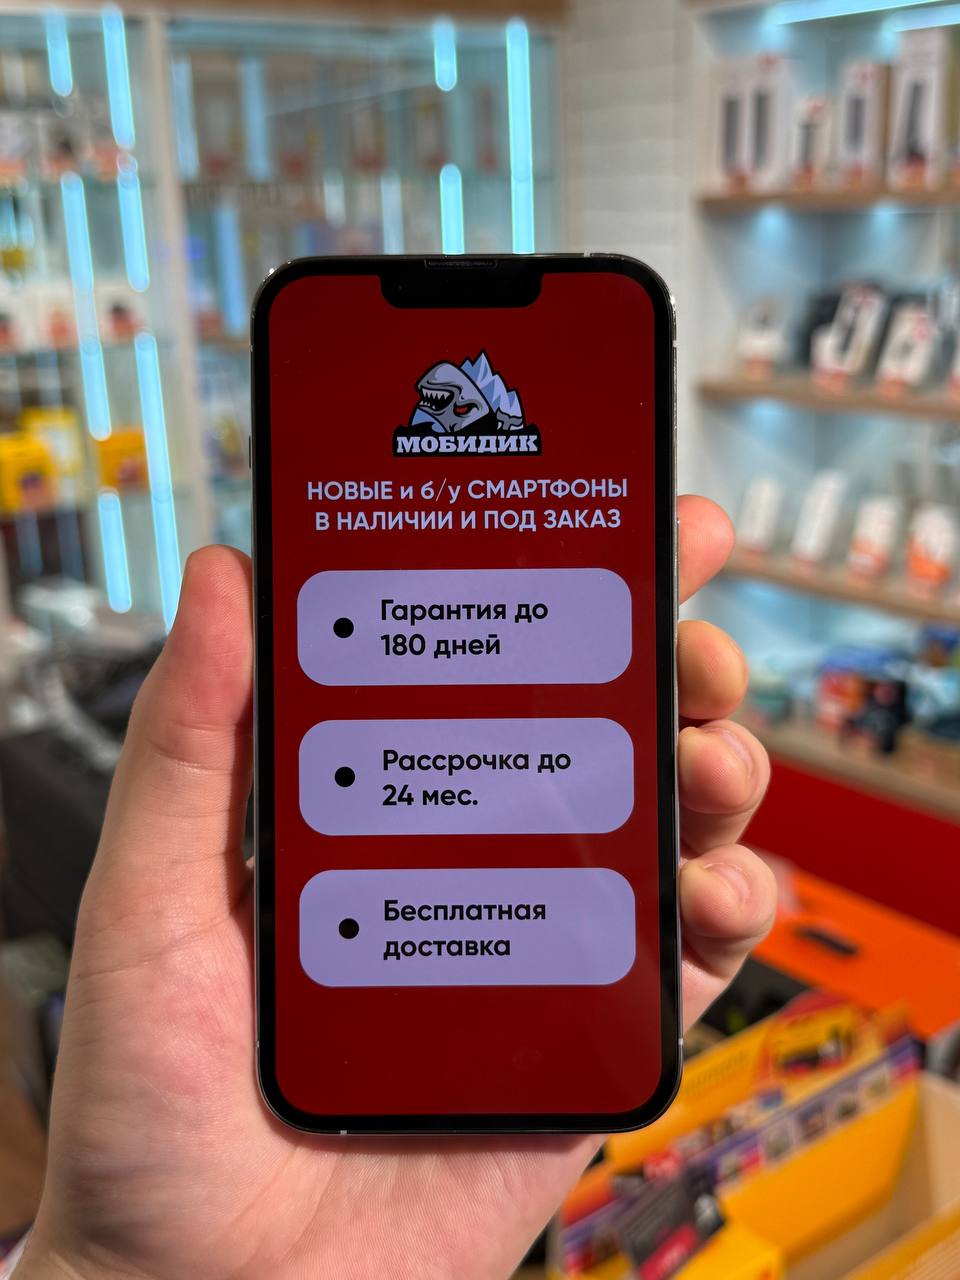 МОБИДИК
НОВЫЕ и б/у СМАРТФОНЫ
В НАЛИЧИИ И ПОД ЗАКАЗ
Гарантия до
180 дней
Рассрочка до
24 мес.
Бесплатная
доставка